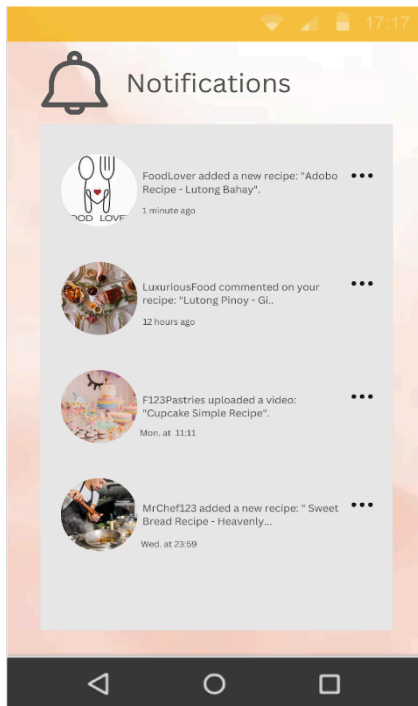 17:17
Notifications
FoodLover added a new recipe: "Adobo
Recipe - Lutong Bahay".
OOD LOVE
1 minute ago
LuxuriousFood commented on your
recipe: "Lutong Pinoy - Gi..
12 hours ago
F123Pastries uploaded a video:
"Cupcake Simple Recipe".
Mon. at 11:11
MrChef123 added a new recipe: " Sweet
Bread Recipe - Heavenly...
Wed. at 23:59